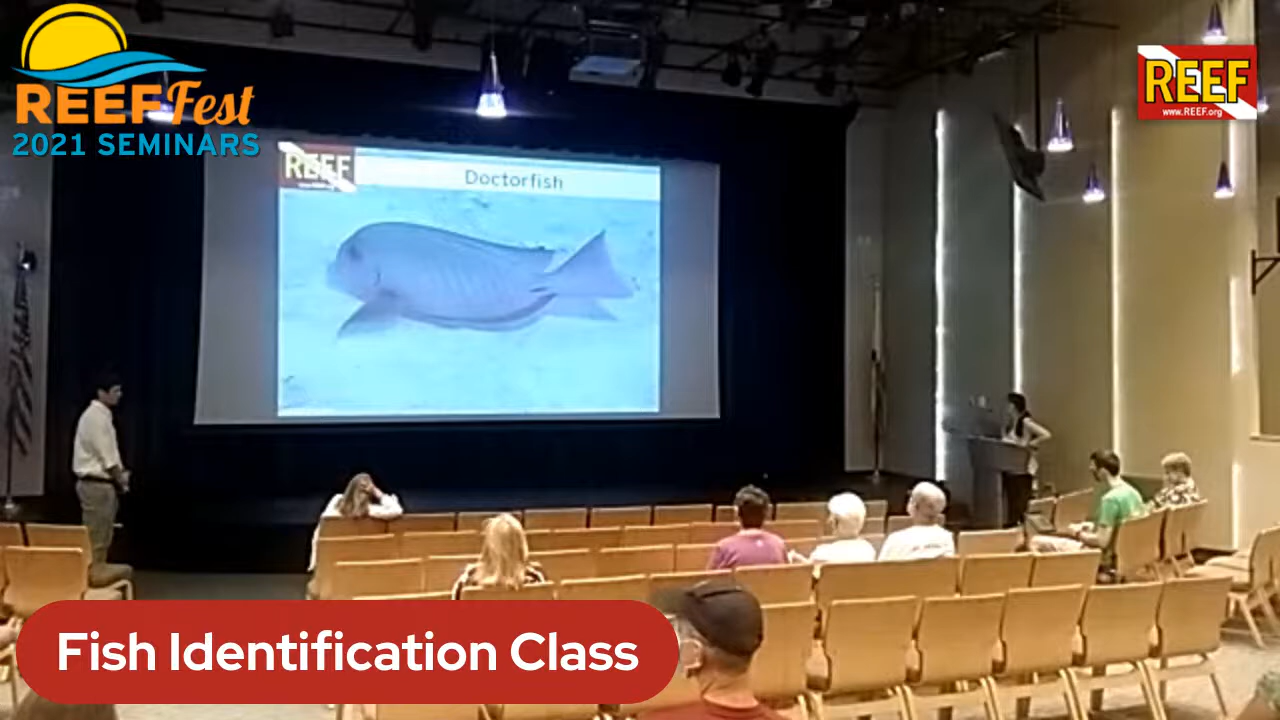 REEF Fest
2021 SEMINARS
REEF
www.REEF.org
REEF
Doctorfish
Fish Identification Class